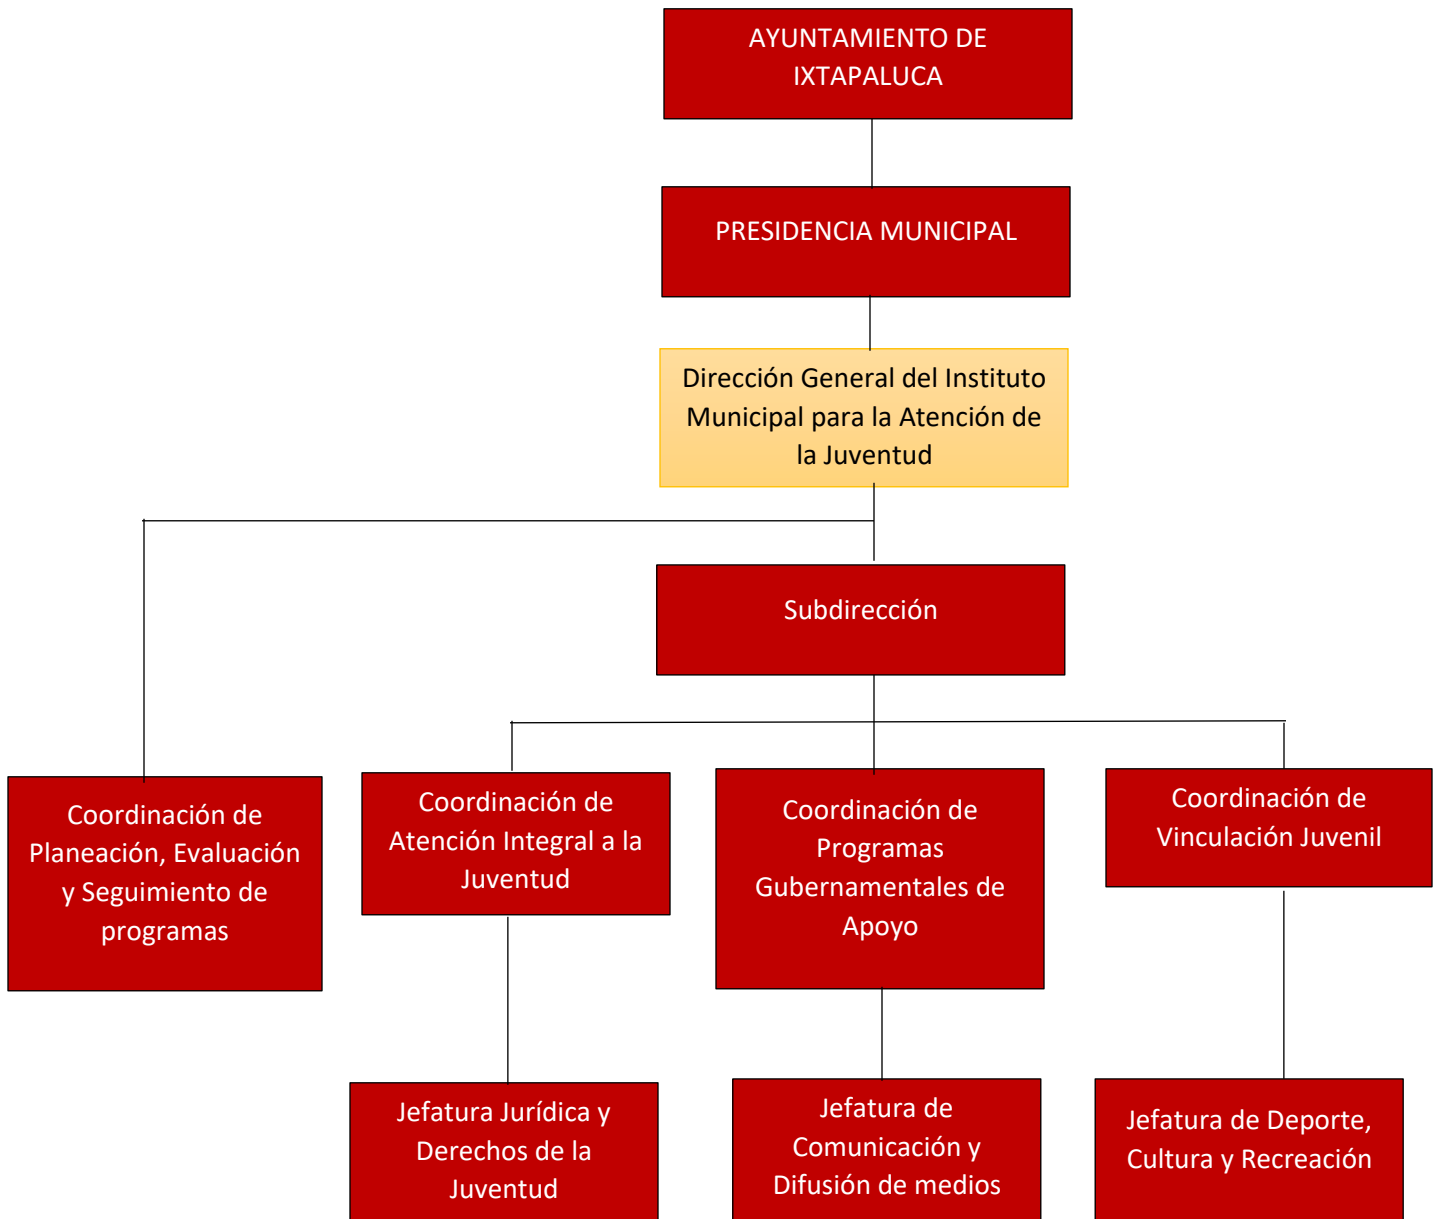 AYUNTAMIENTO DE
IXTAPALUCA
PRESIDENCIA MUNICIPAL
Dirección General del Instituto
Municipal para la Atención de
la Juventud
Subdirección
Coordinación de
Planeación, Evaluación
y Seguimiento de
programas
Coordinación de
Atención Integral a la
Juventud
Coordinación de
Programas
Gubernamentales de
Apoyo
Coordinación de
Vinculación Juvenil
Jefatura Jurídica y
Derechos de la
Juventud
Jefatura de
Comunicación y
Difusión de medios
Jefatura de Deporte,
Cultura y Recreación